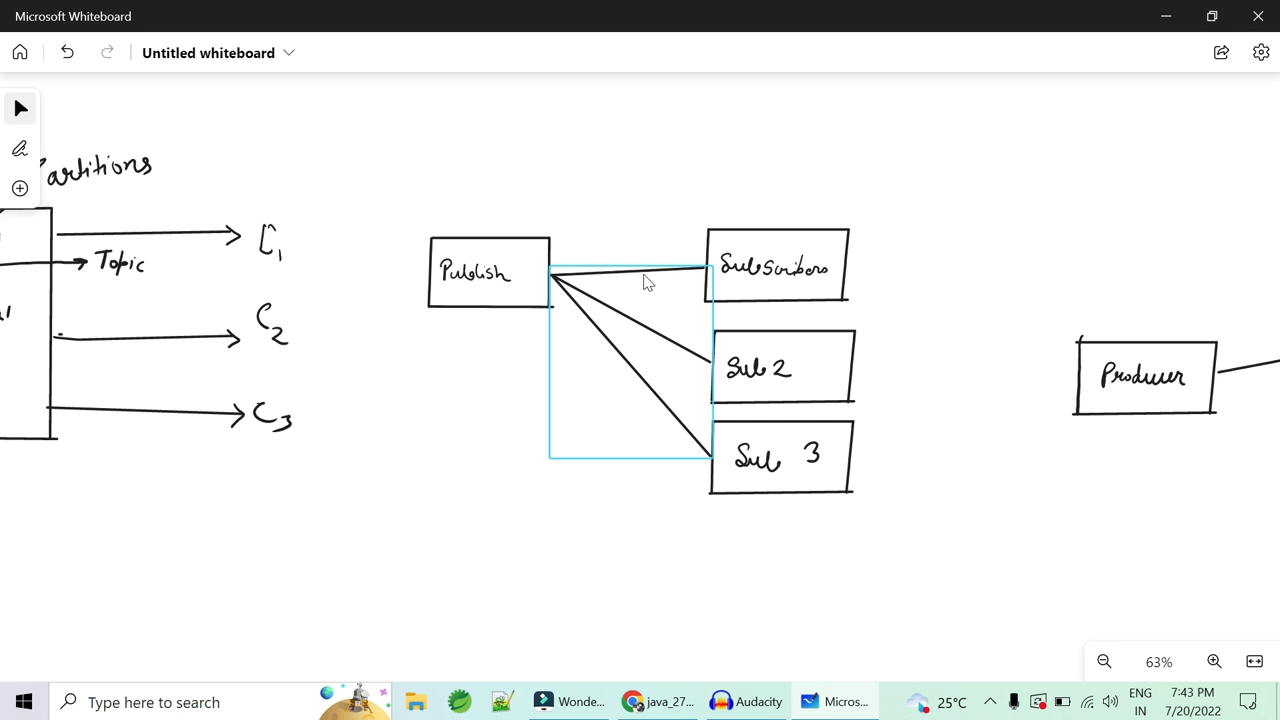 Microsoft Whiteboard
Untitled whiteboard
artitions
Topic
C1
C2
C3
Publish
Subscribers
Sub 2
Sub 3
Producer
63%
Type here to search
Wonde...
java_27...
Audacity
Micros...
25°C
ENG
IN
7:43 PM
7/20/2022